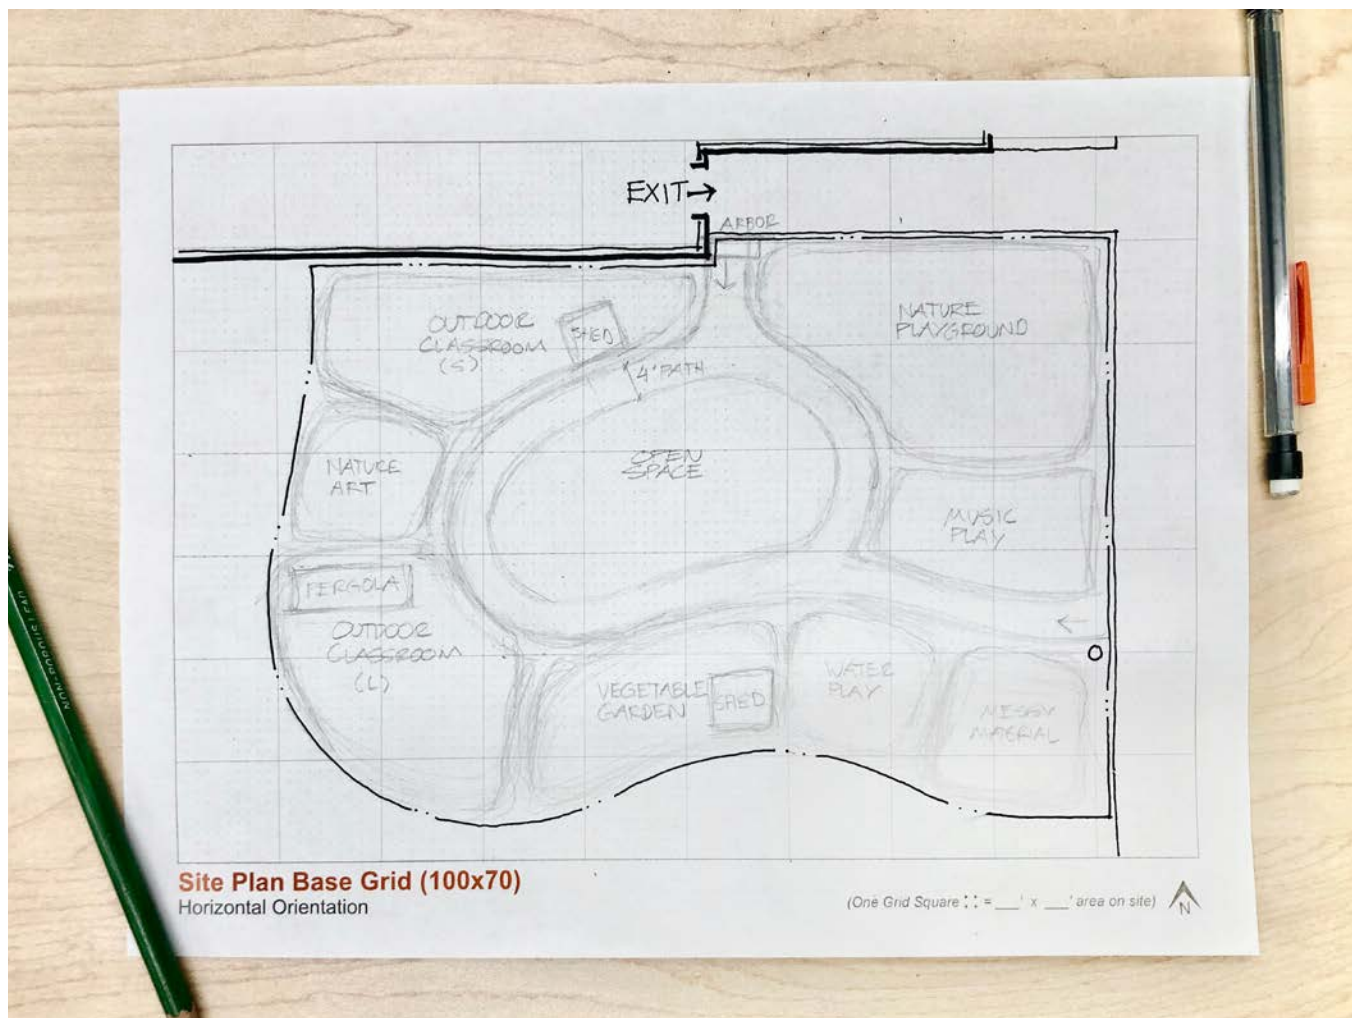 EXIT→
ARBOR
OUTDOOR
CLASSROOM
(S)
SHED
4' PATH
NATURE
PLAYGROUND
NATURE
ART
OPEN
SPACE
MUSIC
PLAY
PERGOLA
OUTDOOR
CLASSROOM
(L)
VEGETABLE
GARDEN
SHED
WATER
PLAY
MESSY
MATERIAL
Site Plan Base Grid (100x70)
Horizontal Orientation
(One Grid Square :: = ___' x ___' area on site)
N